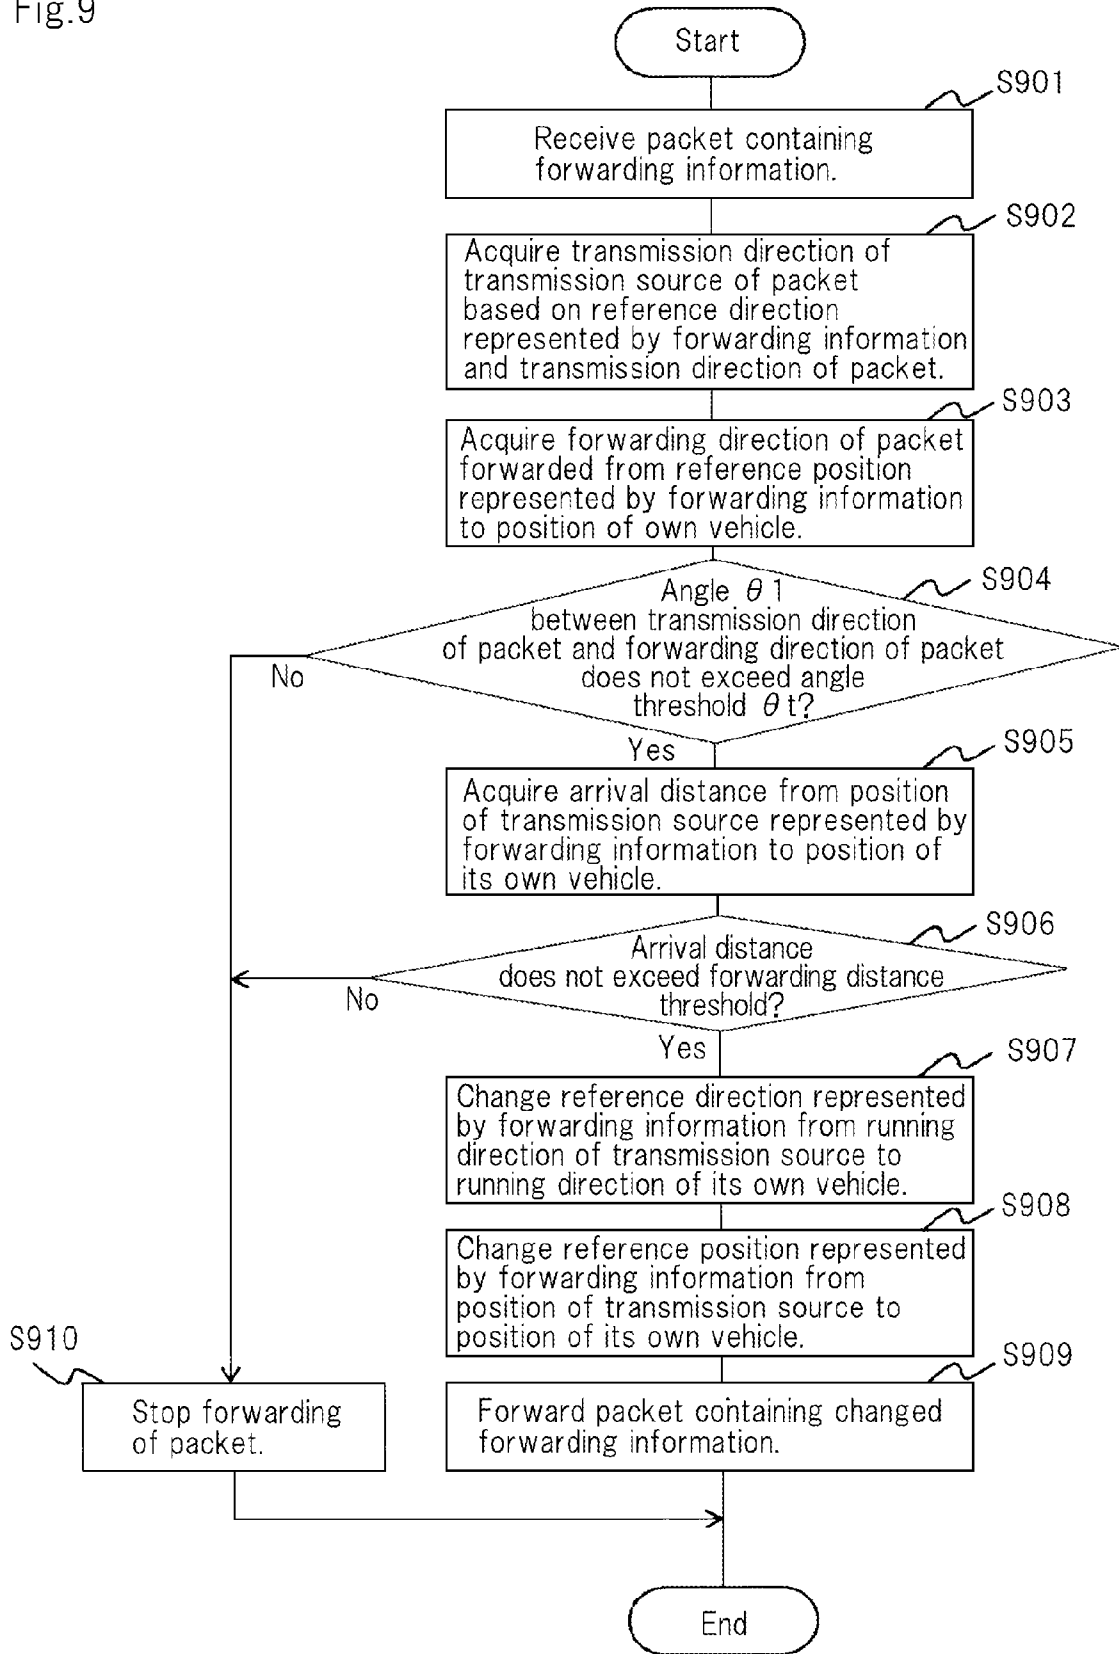 Fig.9
Start
S901
Receive packet containing
forwarding information.
S902
Acquire transmission direction of
transmission source of packet
based on reference direction
represented by forwarding information
and transmission direction of packet.
S903
Acquire forwarding direction of packet
forwarded from reference position
represented by forwarding information
to position of own vehicle.
S904
Angle θ1
between transmission direction
of packet and forwarding direction of packet
does not exceed angle
threshold θt?
No
Yes
S905
Acquire arrival distance from position
of transmission source represented by
forwarding information to position of
its own vehicle.
S906
Arrival distance
does not exceed forwarding distance
threshold?
No
Yes
S907
Change reference direction represented
by forwarding information from running
direction of transmission source to
running direction of its own vehicle.
S908
Change reference position represented
by forwarding information from
position of transmission source to
position of its own vehicle.
S910
Stop forwarding
of packet.
S909
Forward packet containing changed
forwarding information.
End